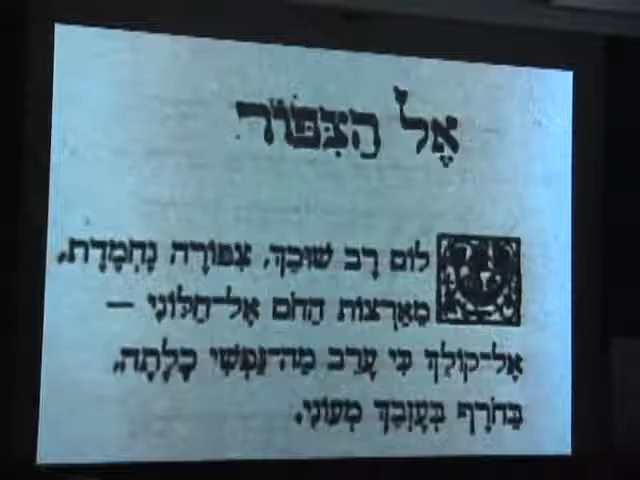 אֶל הַצִּפּוֹר
שָׁלוֹם רָב שׁוּבֵךְ, צִפּוֹרָה נֶחְמֶדֶת,
מֵאַרְצוֹת הַחֹם אֶל־חַלּוֹנִי –
אֶל־קוֹלֵךְ כִּי עָרֵב מַה־נַּפְשִׁי כָלָתָה,
בַּחֹרֶף בְּעָזְבֵךְ מְעוֹנִי.